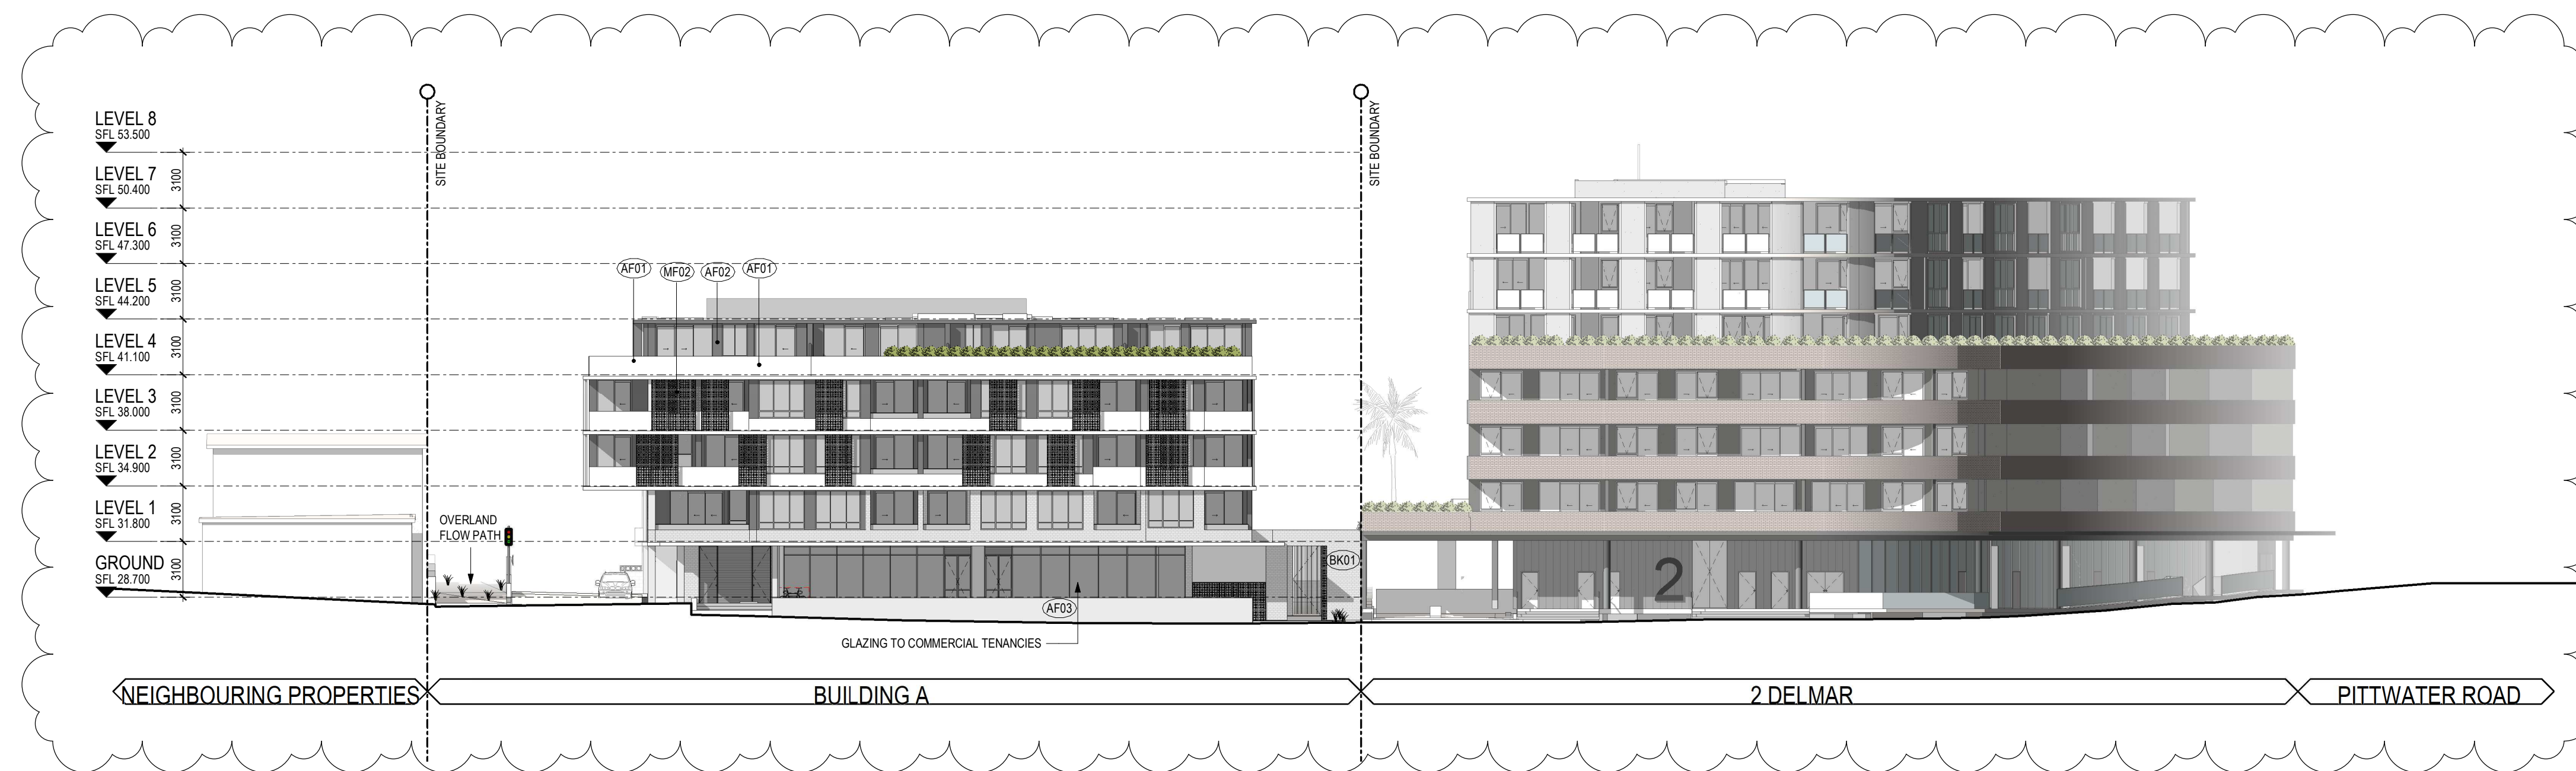 LEVEL 8
SFL 53.500
LEVEL 7
SFL 50.400
LEVEL 6
SFL 47.300
LEVEL 5
SFL 44.200
LEVEL 4
SFL 41.100
LEVEL 3
SFL 38.000
LEVEL 2
SFL 34.900
LEVEL 1
SFL 31.800
GROUND
SFL 28.700
3100
3100
3100
3100
3100
3100
3100
3100
SITE BOUNDARY
SITE BOUNDARY
AF01
MF02
AF02
AF01
OVERLAND
FLOW PATH
BK01
AF03
2
GLAZING TO COMMERCIAL TENANCIES
NEIGHBOURING PROPERTIES
BUILDING A
2 DELMAR
PITTWATER ROAD